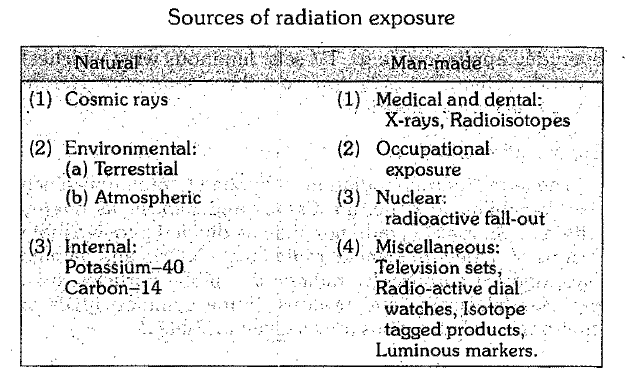 Sources of radiation exposure
Natural
Man-made
(1) Cosmic rays
(2) Environmental:
(a) Terrestrial
(b) Atmospheric
(3) Internal:
Potassium–40
Carbon–14
(1) Medical and dental:
X-rays, Radioisotopes
(2) Occupational
exposure
(3) Nuclear:
radioactive fall-out
(4) Miscellaneous:
Television sets,
Radio-active dial
watches, Isotope
tagged products,
Luminous markers.